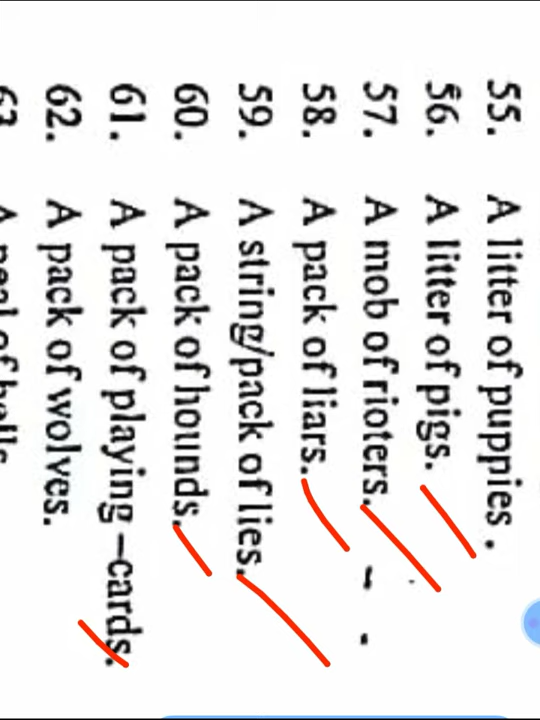 55. A litter of puppies .
56. A litter of pigs.
57. A mob of rioters.
58. A pack of liars.
59. A string/pack of lies.
60. A pack of hounds.
61. A pack of playing –cards.
62. A pack of wolves.